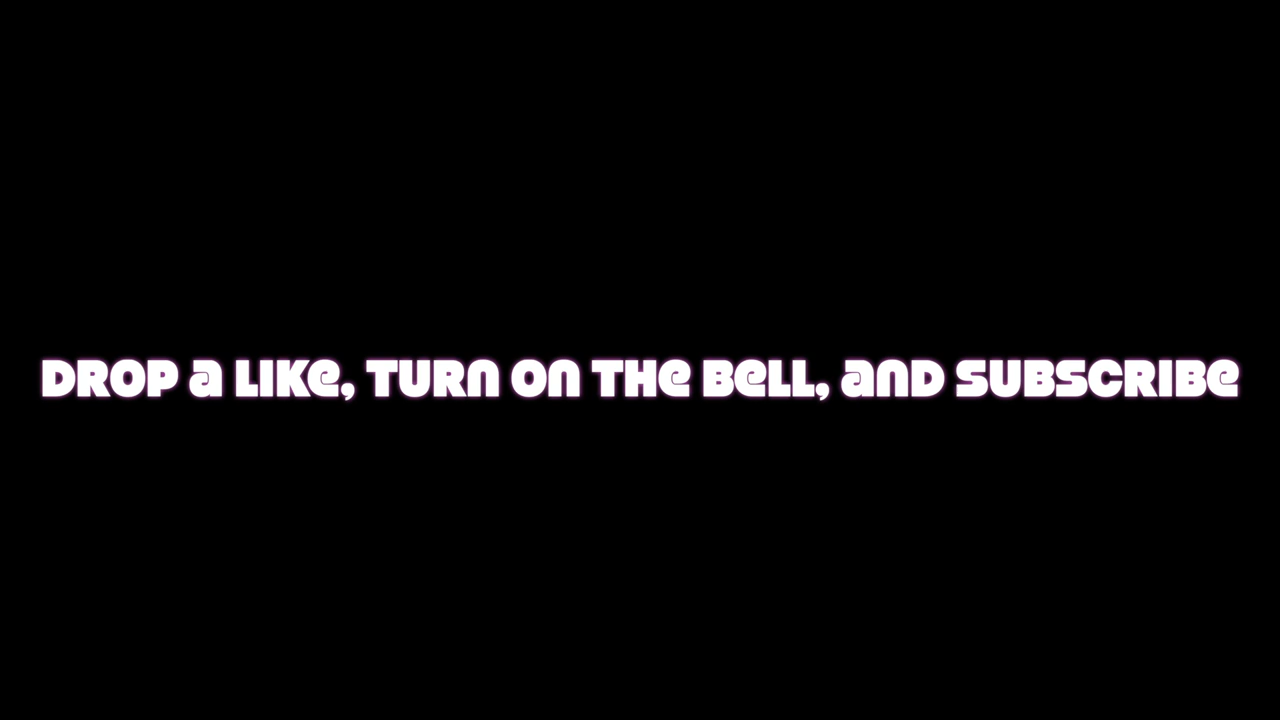 DROP a LIKe, TURn On THe BeLL, anD SUBSCRIBe